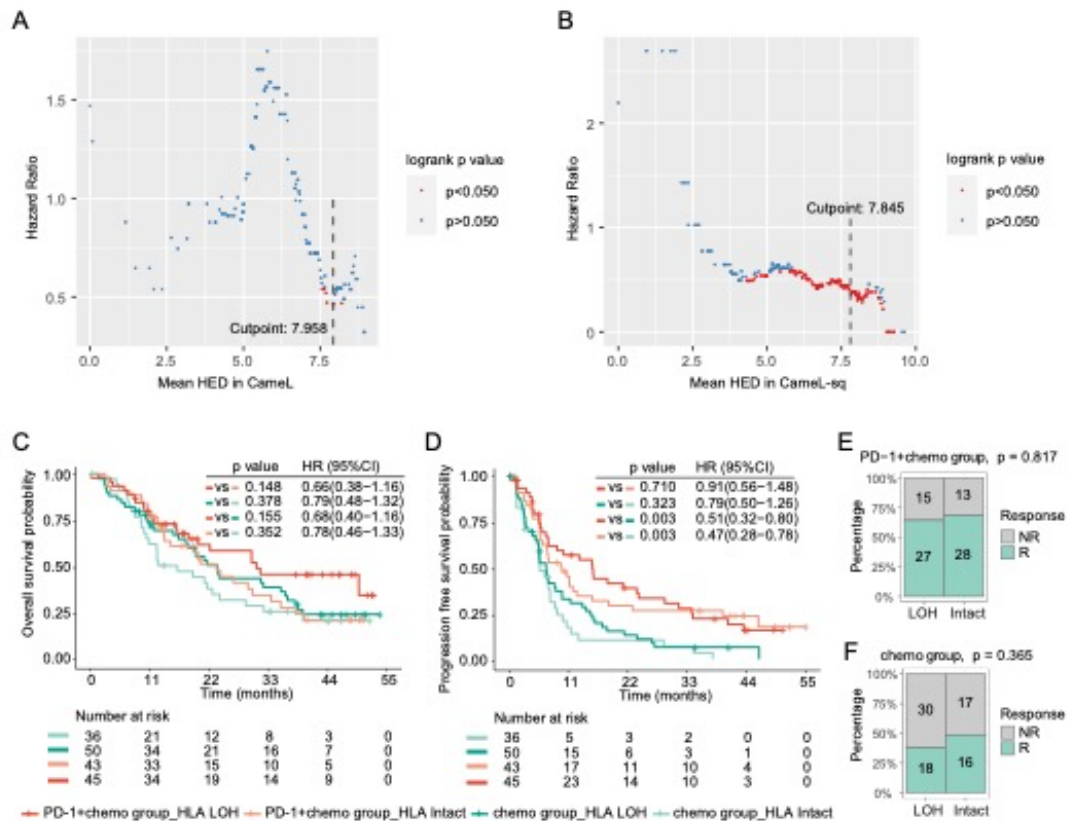 A
Hazard Ratio
1.5
1.0
0.5
0.0
2.5
5.0
7.5
Cutpoint: 7.958
Mean HED in CameL
logrank p value
p<0.050
p>0.050
B
Hazard Ratio
2
1
0
0.0
2.5
5.0
7.5
10.0
Cutpoint: 7.845
Mean HED in CameL-sq
logrank p value
p<0.050
p>0.050
C
Overall survival probability
1.00
0.75
0.50
0.25
0.00
p value HR (95%CI)
vs 0.148 0.66(0.38−1.16)
vs 0.378 0.79(0.48−1.32)
vs 0.155 0.68(0.40−1.16)
vs 0.352 0.78(0.46−1.33)
0 11 22 33 44 55
Time (months)
Number at risk
36 21 12 8 3 0
50 34 21 16 7 0
43 33 15 10 5 0
45 34 19 14 9 0
D
Progression free survival probability
1.00
0.75
0.50
0.25
0.00
p value HR (95%CI)
vs 0.710 0.91(0.56−1.48)
vs 0.323 0.79(0.50−1.26)
vs 0.003 0.51(0.32−0.80)
vs 0.003 0.47(0.28−0.78)
0 11 22 33 44 55
Time (months)
Number at risk
36 5 3 2 0 0
50 15 6 3 1 0
43 17 11 10 4 0
45 23 14 10 3 0
PD-1+chemo group_HLA LOH PD-1+chemo group_HLA Intact chemo group_HLA LOH chemo group_HLA Intact
E
PD−1+chemo group, p = 0.817
Percentage
100%
75%
50%
25%
0%
15 13
27 28
LOH Intact
Response
NR
R
F
chemo group, p = 0.365
Percentage
100%
75%
50%
25%
0%
30 17
18 16
LOH Intact
Response
NR
R